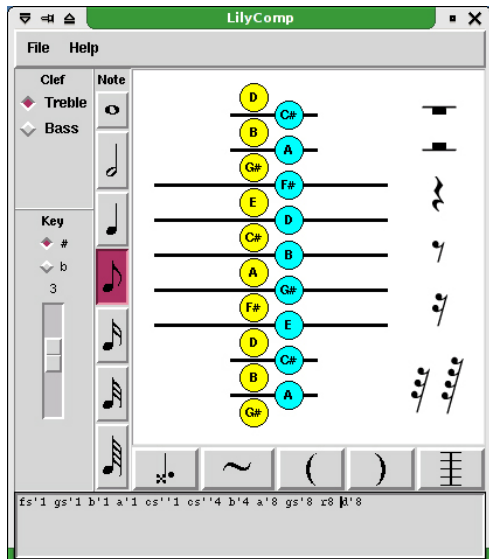 LilyComp
File Help
Clef
Treble
Bass
Note
Key
#
b
3
D
C#
B
A
G#
F#
E
D
C#
B
A
G#
F#
E
D
C#
B
A
G#
fs'1 gs'1 b'1 a'1 cs''1 cs''4 b'4 a'8 gs'8 r8 d'8